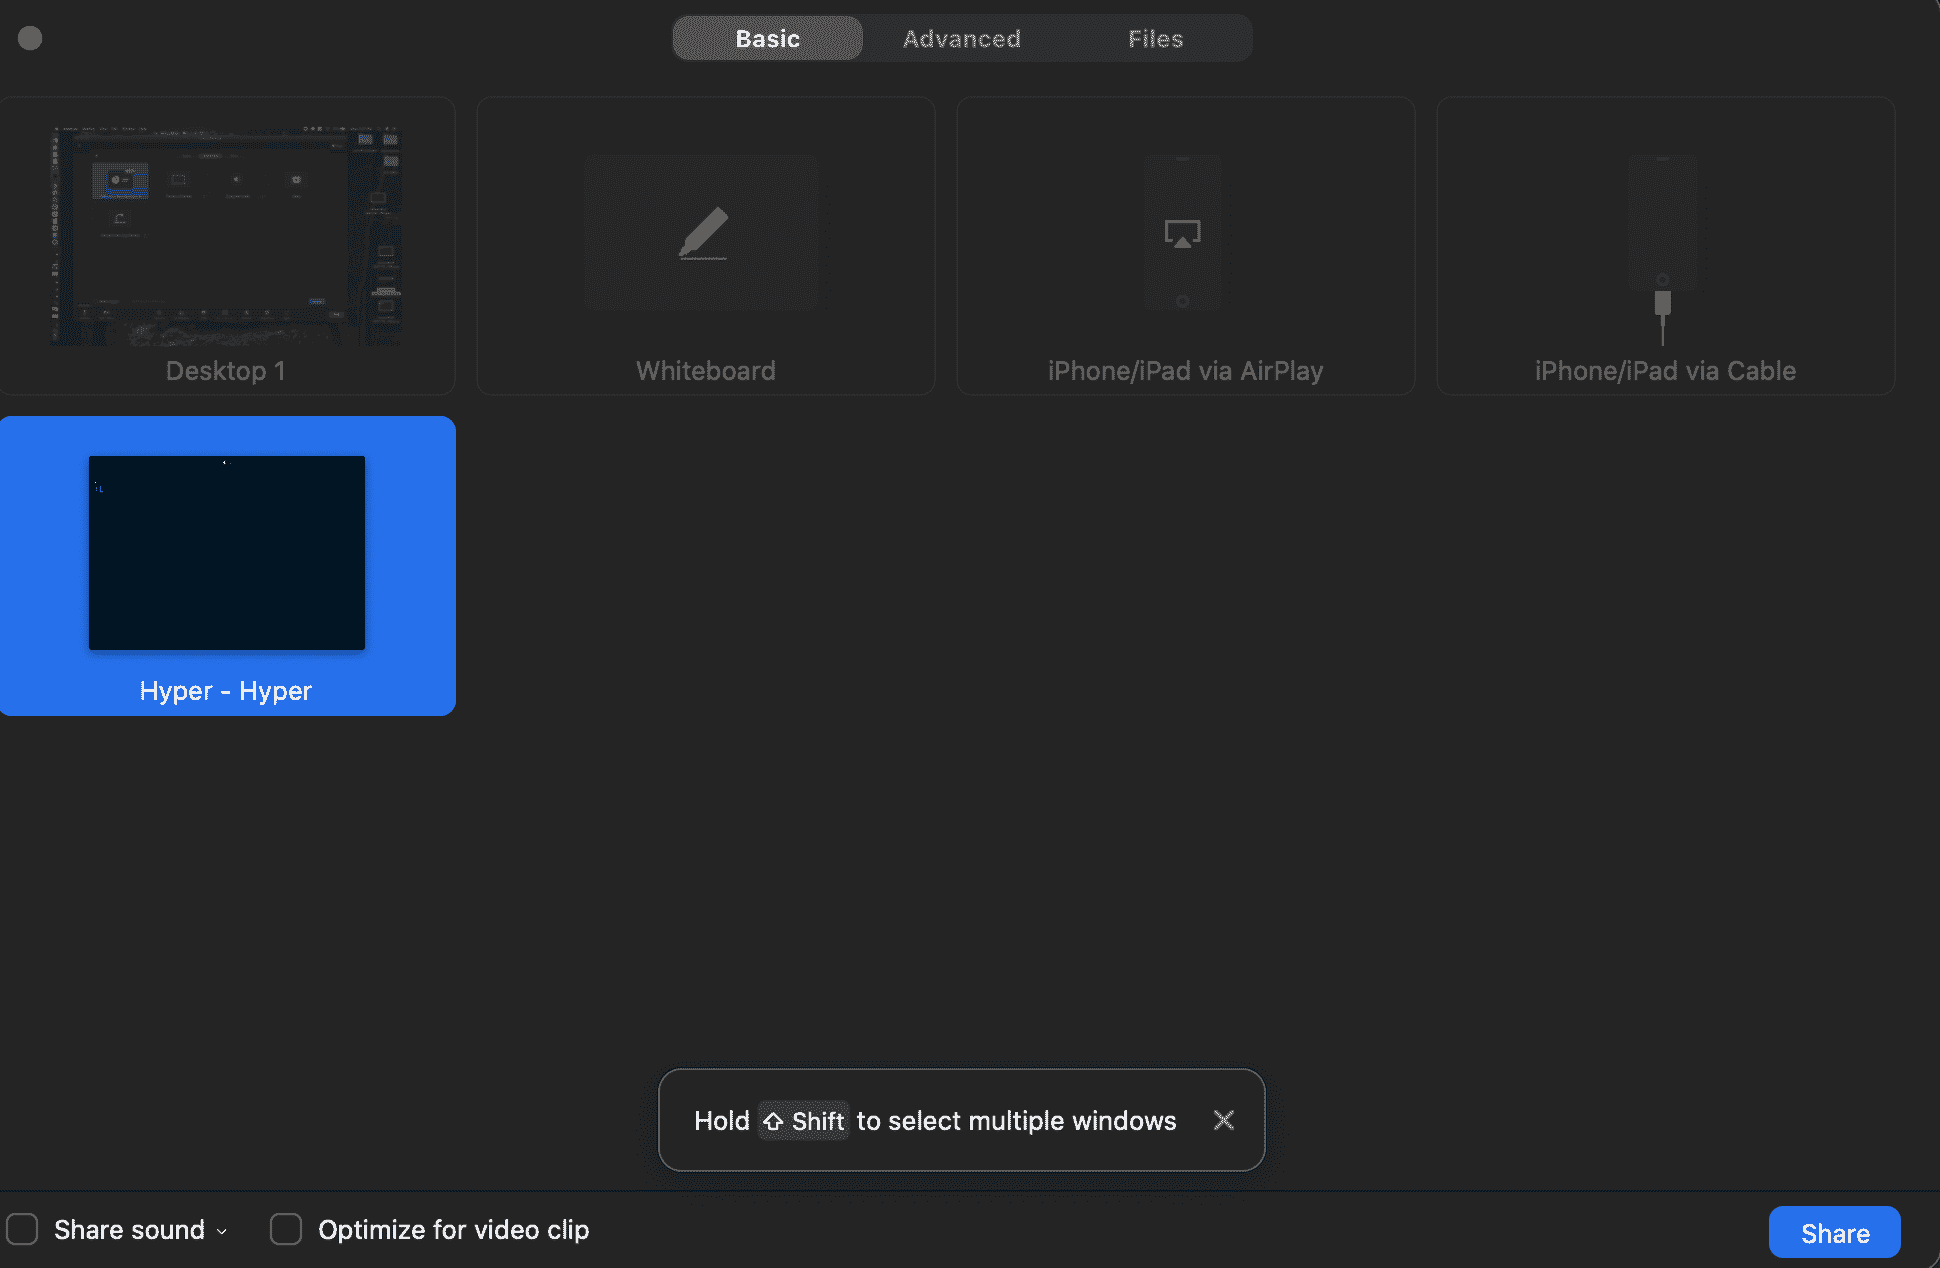 Basic Advanced Files
Desktop 1 Whiteboard iPhone/iPad via AirPlay iPhone/iPad via Cable
Hyper - Hyper
Hold Shift to select multiple windows
Share sound Optimize for video clip Share